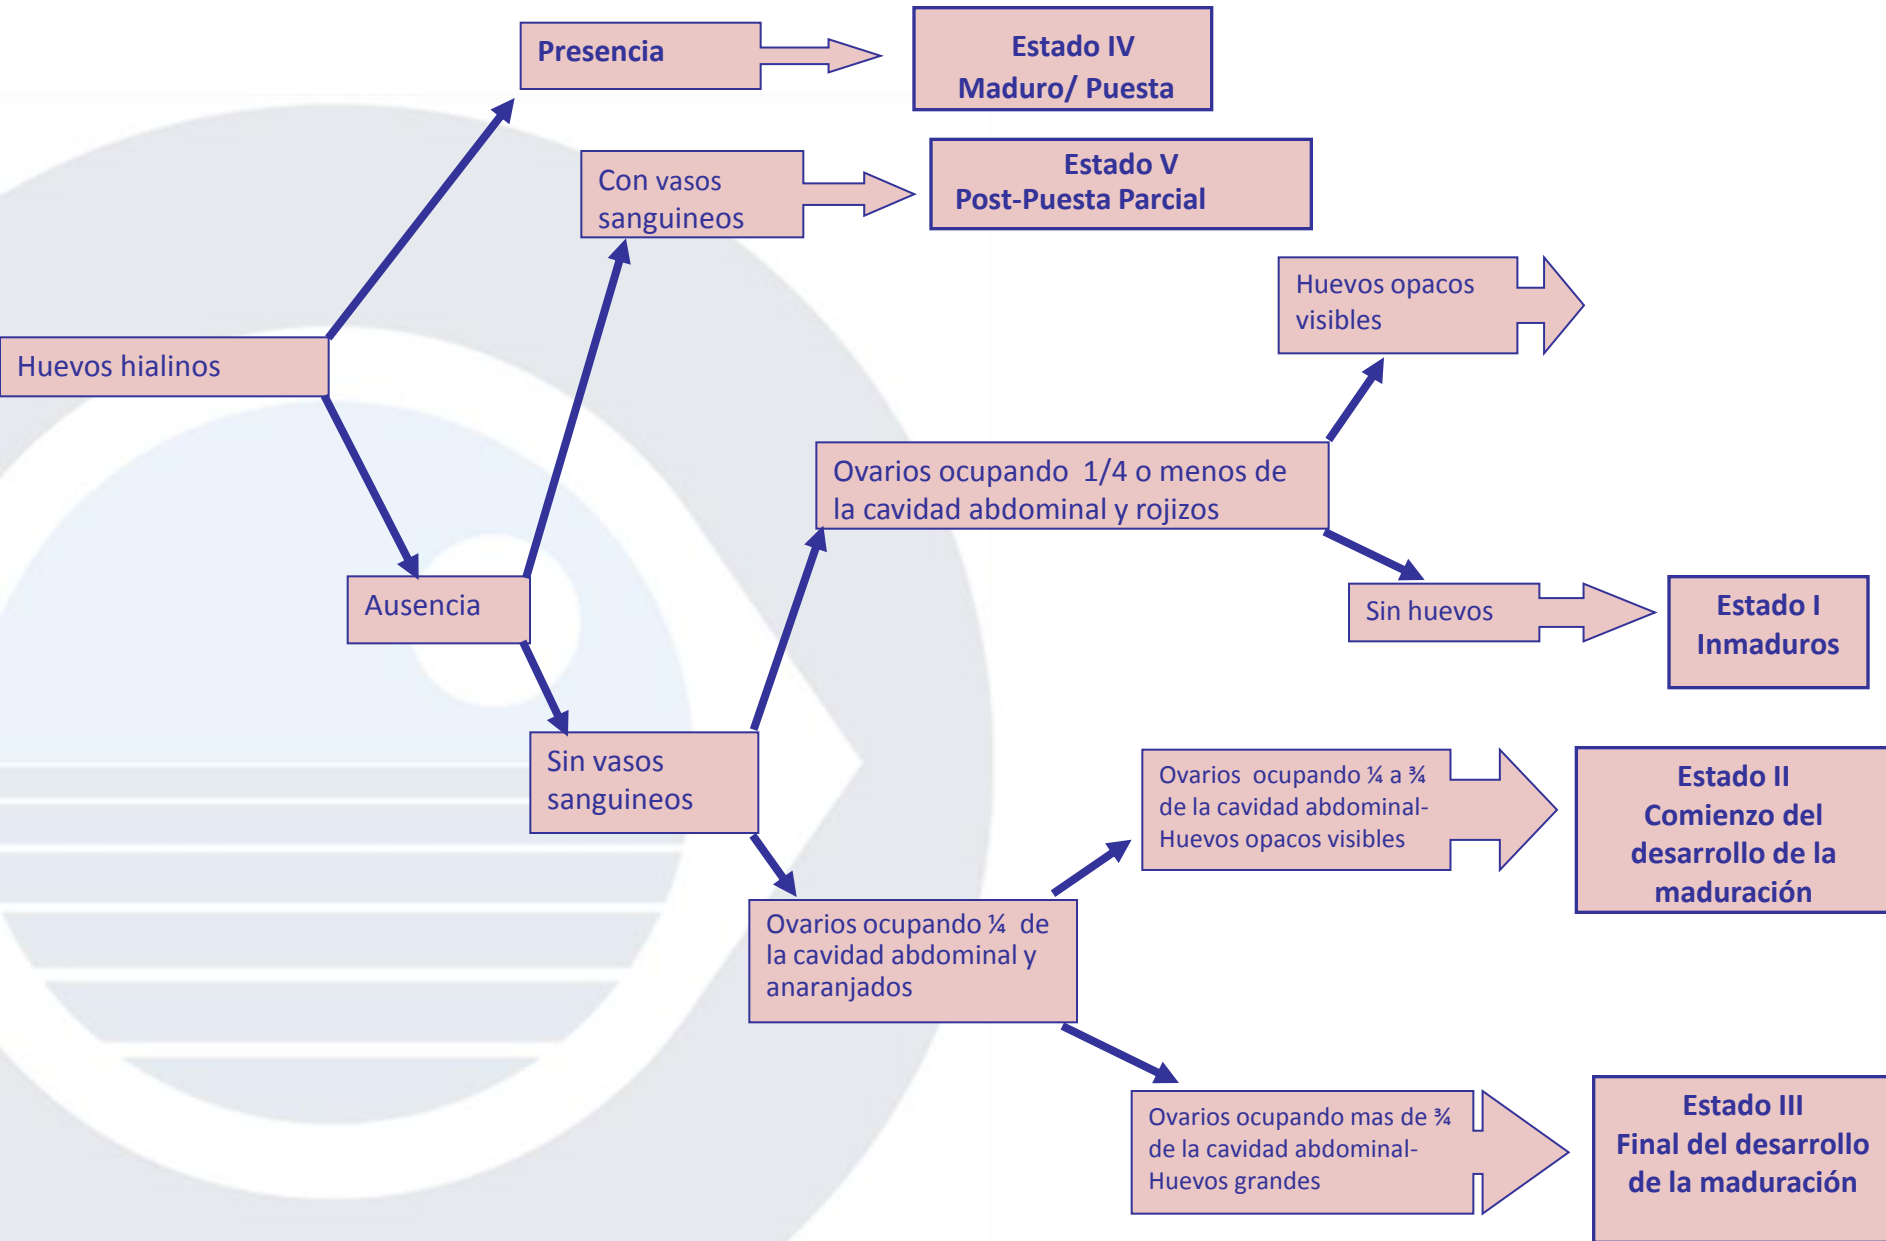 Presencia
Estado IV
Maduro/ Puesta
Con vasos
sanguineos
Estado V
Post-Puesta Parcial
Huevos opacos
visibles
Huevos hialinos
Ovarios ocupando 1/4 o menos de
la cavidad abdominal y rojizos
Ausencia
Sin huevos
Estado I
Inmaduros
Sin vasos
sanguineos
Ovarios ocupando ¼ a ¾
de la cavidad abdominal-
Huevos opacos visibles
Estado II
Comienzo del
desarrollo de la
maduración
Ovarios ocupando ¼ de
la cavidad abdominal y
anaranjados
Ovarios ocupando mas de ¾
de la cavidad abdominal-
Huevos grandes
Estado III
Final del desarrollo
de la maduración